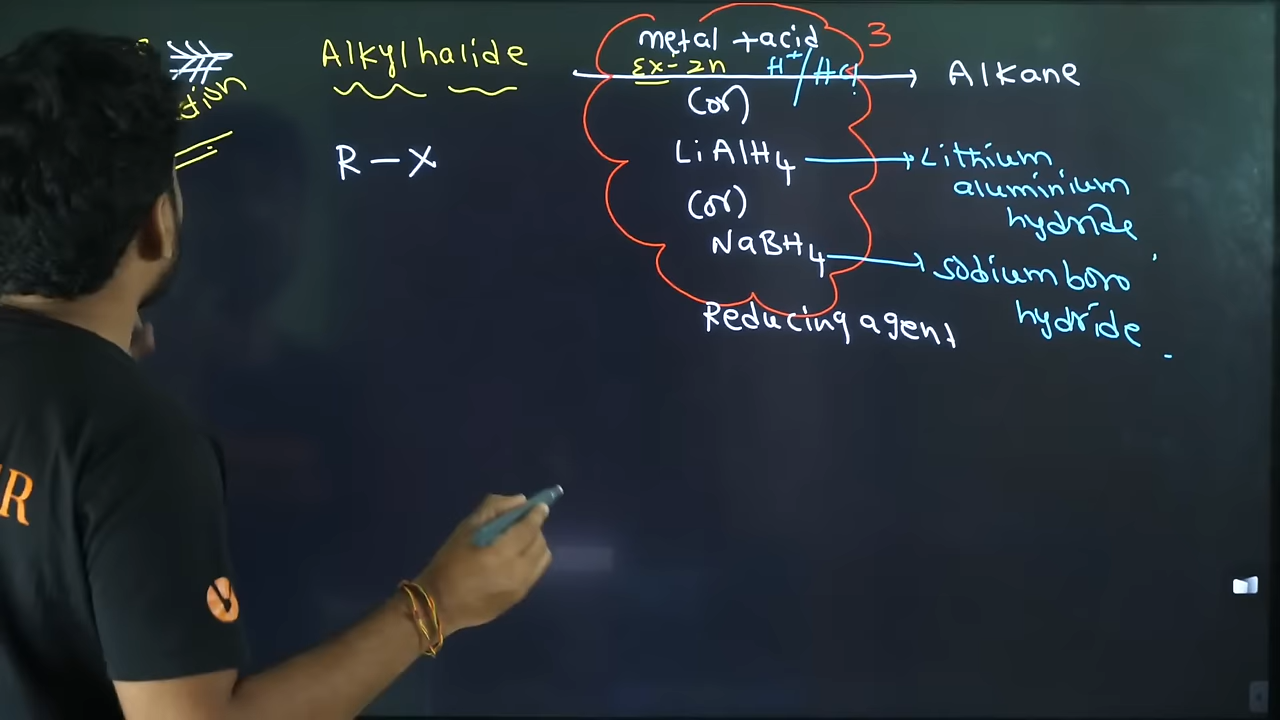 Alkyl halide
metal + acid 3
Ex- Zn H+/HCl
Alkane
(or)
R-X
LiAlH4
Lithium
aluminium
hydride
(or)
NaBH4
sodium boro
hydride
Reducing agent
R